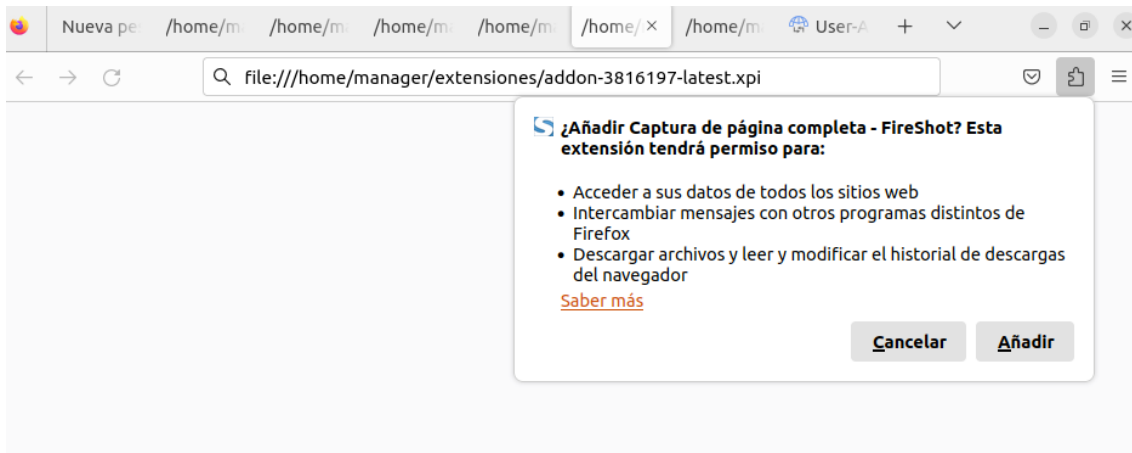 Nueva pe /home/m /home/m /home/m /home/m /home/ /home/m User-A
file:///home/manager/extensiones/addon-3816197-latest.xpi
¿Añadir Captura de página completa - FireShot? Esta
extensión tendrá permiso para:
• Acceder a sus datos de todos los sitios web
• Intercambiar mensajes con otros programas distintos de
Firefox
• Descargar archivos y leer y modificar el historial de descargas
del navegador
Saber más
Cancelar Añadir